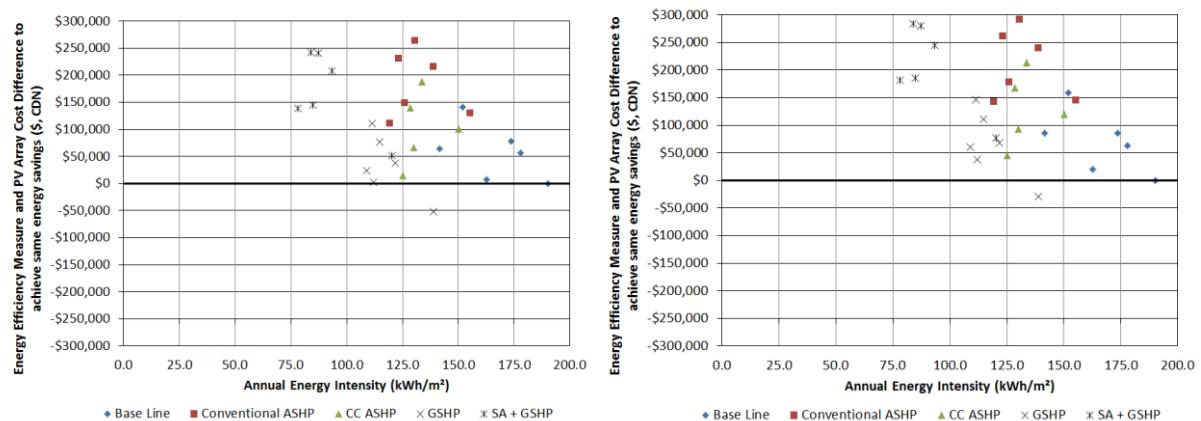 Energy Efficiency Measure and PV Array Cost Difference to
achieve same energy savings ($, CDN)
$300,000
$250,000
$200,000
$150,000
$100,000
$50,000
$0
-$50,000
-$100,000
-$150,000
-$200,000
-$250,000
-$300,000
0.0 25.0 50.0 75.0 100.0 125.0 150.0 175.0 200.0
Annual Energy Intensity (kWh/m²)
Base Line Conventional ASHP CC ASHP GSHP SA + GSHP
Energy Efficiency Measure and PV Array Cost Difference to
achieve same energy savings ($, CDN)
$300,000
$250,000
$200,000
$150,000
$100,000
$50,000
$0
-$50,000
-$100,000
-$150,000
-$200,000
-$250,000
-$300,000
0.0 25.0 50.0 75.0 100.0 125.0 150.0 175.0 200.0
Annual Energy Intensity (kWh/m²)
Base Line Conventional ASHP CC ASHP GSHP SA + GSHP